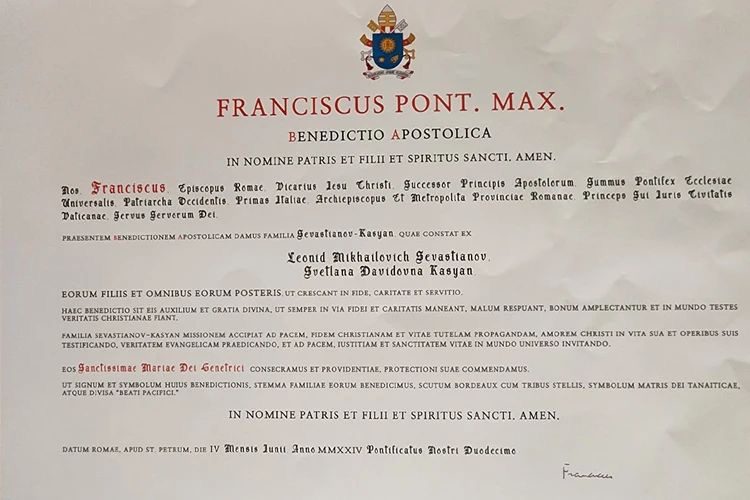 FRANCISCUS PONT. MAX.
BENEDICTIO APOSTOLICA
IN NOMINE PATRIS ET FILII ET SPIRITUS SANCTI. AMEN.
Nos, Franciscus, Episcopus Romae, Vicarius Iesu Christi, Successor Principis Apostolorum, Summus Pontifex Ecclesiae
Universalis, Patriarcha Occidentis, Primas Italiae, Archiepiscopus Et Metropolita Provinciae Romanae, Princeps Sui Iuris Civitatis
Vaticanae, Servus Servorum Dei,
PRAESENTEM BENEDICTIONEM APOSTOLICAM DAMUS FAMILIA Sevastianov-Kasyan, QUAE CONSTAT EX
Leonid Mikhailovich Sevastianov,
Svetlana Davidovna Kasyan,
EORUM FILIIS ET OMNIBUS EORUM POSTERIS, UT CRESCANT IN FIDE, CARITATE ET SERVITIO.
HAEC BENEDICTIO SIT EIS AUXILIUM ET GRATIA DIVINA, UT SEMPER IN VIA FIDEI ET CARITATIS MANEANT, MALUM RESPUANT, BONUM AMPLECTANTUR ET IN MUNDO TESTES
VERITATIS CHRISTIANAE FIANT.
FAMILIA SEVASTIANOV-KASYAN MISSIONEM ACCIPIAT AD PACEM, FIDEM CHRISTIANAM ET VITAE TUTELAM PROPAGANDAM, AMOREM CHRISTI IN VITA SUA ET OPERIBUS SUIS
TESTIFICANDO, VERITATEM EVANGELICAM PRAEDICANDO, ET AD PACEM, IUSTITIAM ET SANCTITATEM VITAE IN MUNDO UNIVERSO INVITANDO.
EOS Sanctissimae Mariae Dei Genetrici CONSECRAMUS ET PROVIDENTIAE, PROTECTIONI SUAE COMMENDAMUS.
UT SIGNUM ET SYMBOLUM HUIUS BENEDICTIONIS, STEMMA FAMILIAE EORUM BENEDICIMUS, SCUTUM BORDEAUX CUM TRIBUS STELLIS, SYMBOLUM MATRIS DEI TANAITICAE,
ATQUE DIVISA "BEATI PACIFICI."
IN NOMINE PATRIS ET FILII ET SPIRITUS SANCTI. AMEN.
DATUM ROMAE, APUD ST. PETRUM, DIE IV Mensis Iunii Anno MMXXIV Pontificatus Nostri Duodecimo
Franciscus